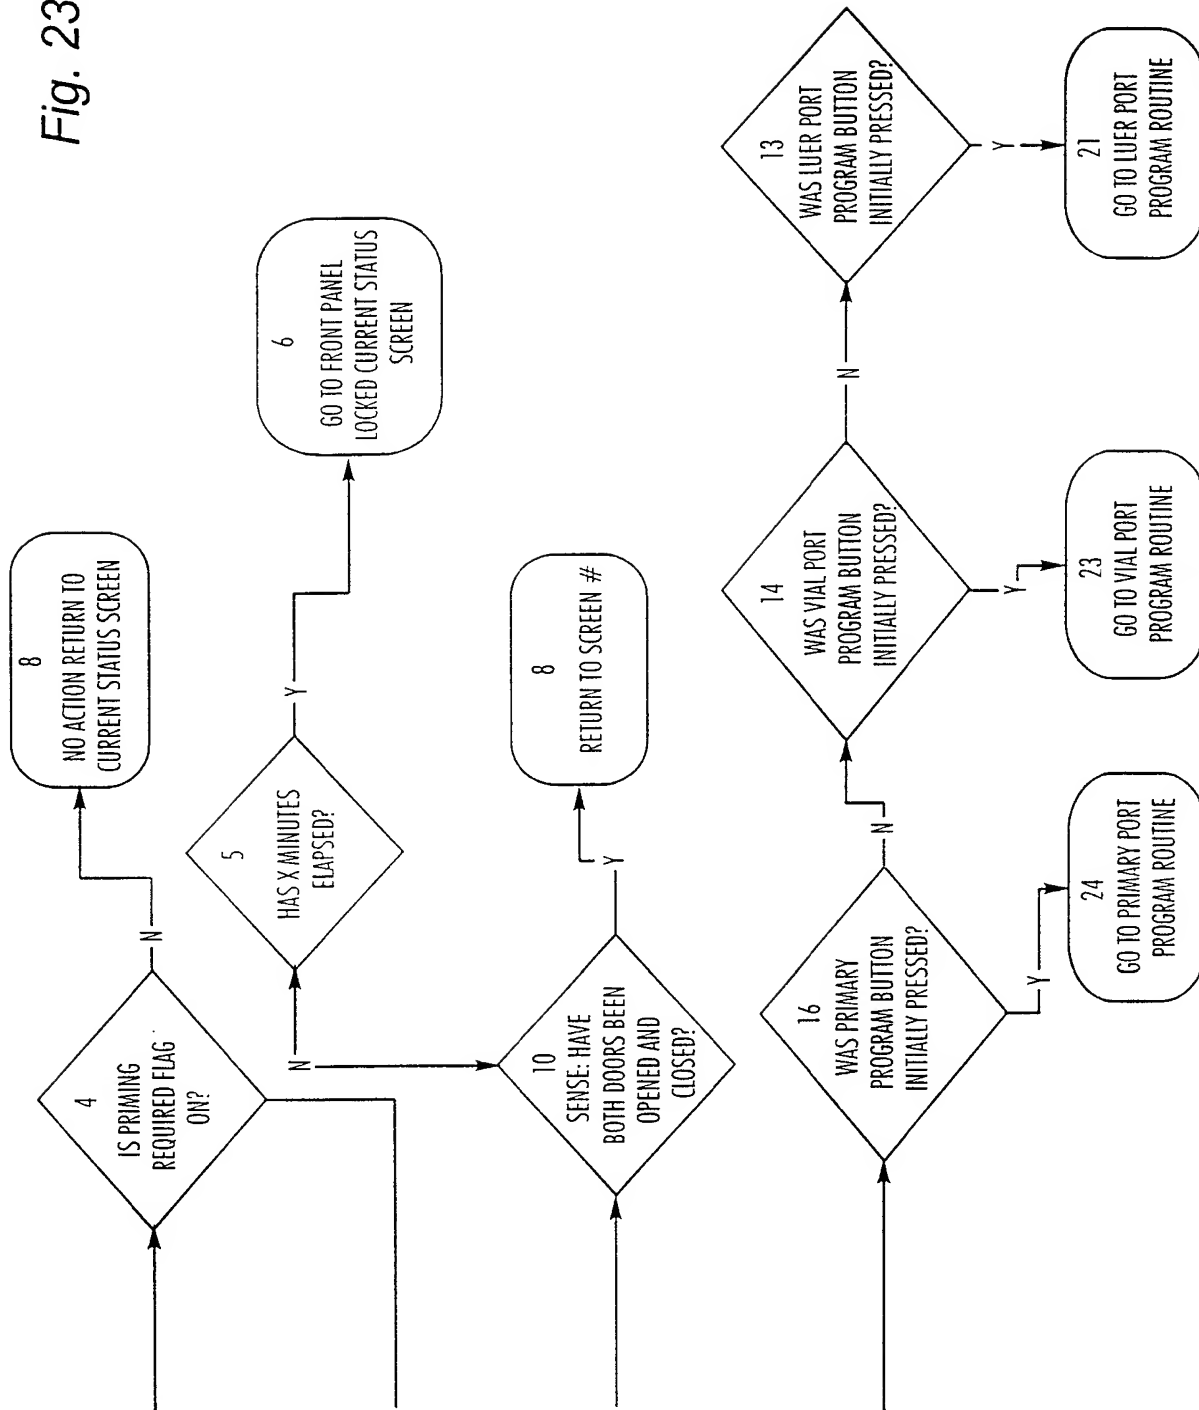 Fig. 23
4
IS PRIMING
REQUIRED FLAG
ON?
N
8
NO ACTION RETURN TO
CURRENT STATUS SCREEN
5
HAS X MINUTES
ELAPSED?
N
Y
6
GO TO FRONT PANEL
LOCKED CURRENT STATUS
SCREEN
10
SENSE: HAVE
BOTH DOORS BEEN
OPENED AND
CLOSED?
Y
8
RETURN TO SCREEN #
16
WAS PRIMARY
PROGRAM BUTTON
INITIALLY PRESSED?
N
Y
24
GO TO PRIMARY PORT
PROGRAM ROUTINE
14
WAS VIAL PORT
PROGRAM BUTTON
INITIALLY PRESSED?
N
Y
23
GO TO VIAL PORT
PROGRAM ROUTINE
13
WAS LUER PORT
PROGRAM BUTTON
INITIALLY PRESSED?
Y
21
GO TO LUER PORT
PROGRAM ROUTINE